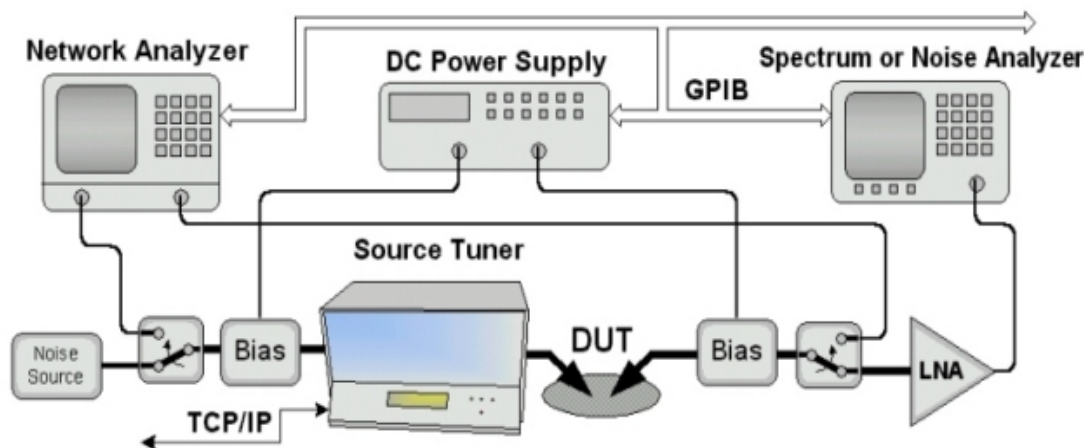 Network Analyzer
DC Power Supply
Spectrum or Noise Analyzer
GPIB
Source Tuner
Noise
Source
Bias
DUT
Bias
LNA
TCP/IP